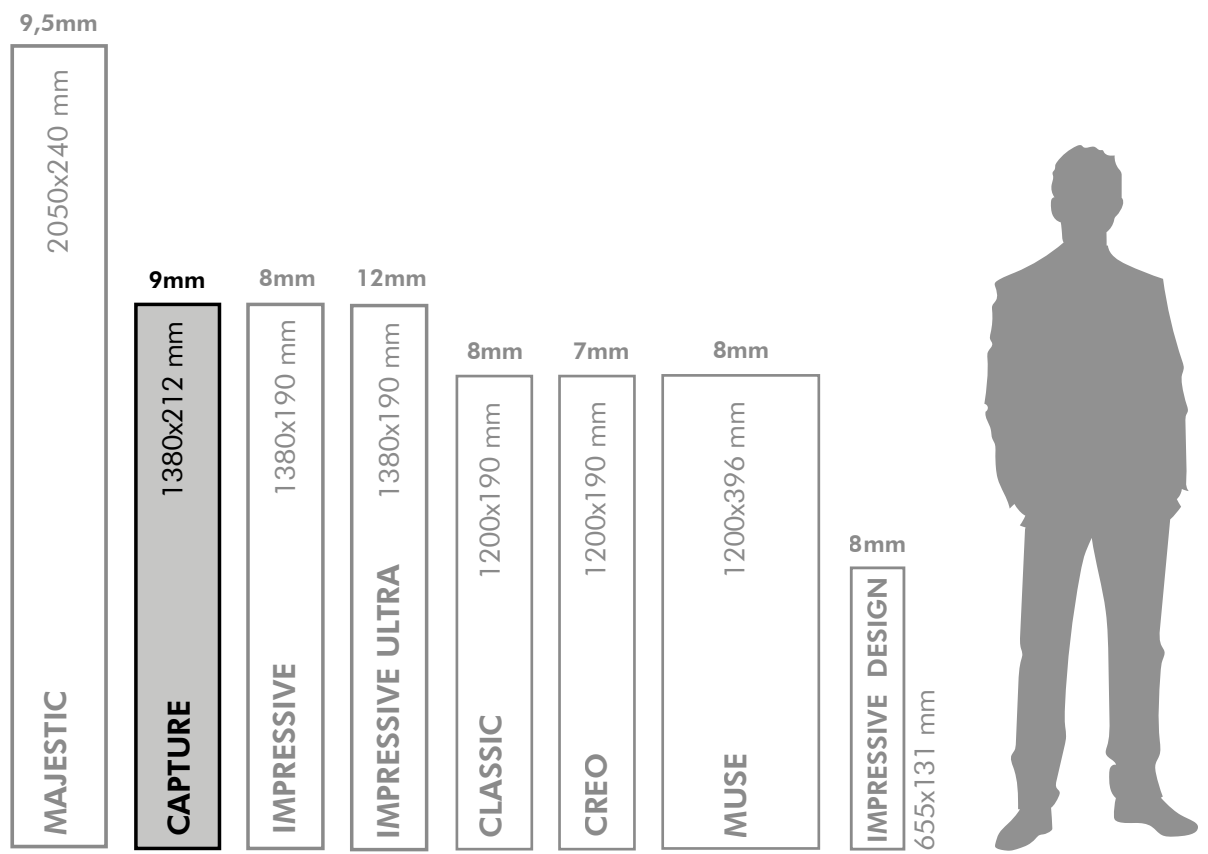 9,5mm
2050x240 mm
MAJESTIC
9mm
1380x212 mm
CAPTURE
8mm
1380x190 mm
IMPRESSIVE
12mm
1380x190 mm
IMPRESSIVE ULTRA
8mm
1200x190 mm
CLASSIC
7mm
1200x190 mm
CREO
8mm
1200x396 mm
MUSE
8mm
IMPRESSIVE DESIGN
655x131 mm